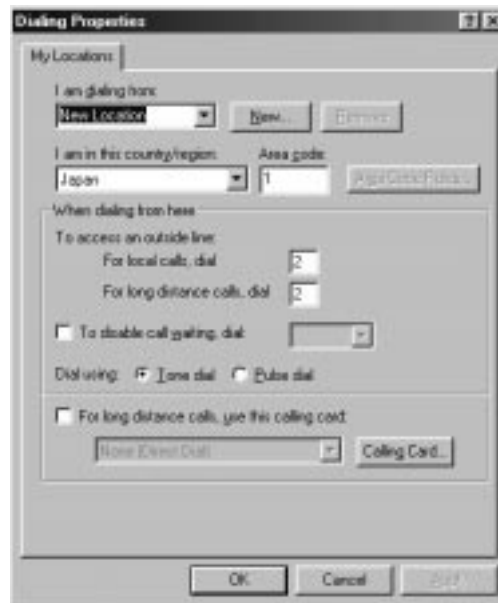 Dialing Properties
My Locations
I am dialing from:
New Location
New...
Remove
I am in this country/region:
Area code:
Japan
1
Area Code Rules...
When dialing from here
To access an outside line:
For local calls, dial
2
For long distance calls, dial
2
To disable call waiting, dial:
Dial using:
Tone dial
Pulse dial
For long distance calls, use this calling card:
None (Direct Dial)
Calling Card...
OK
Cancel
Apply